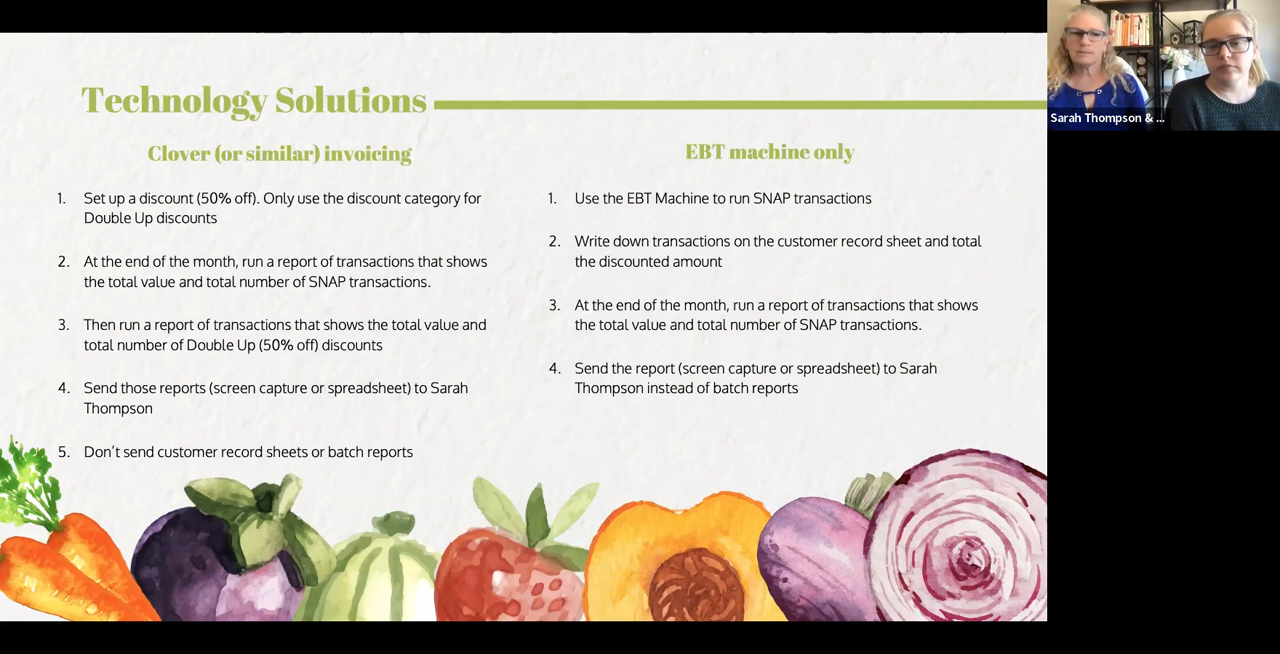 Technology Solutions
Clover (or similar) invoicing
1. Set up a discount (50% off). Only use the discount category for
Double Up discounts
2. At the end of the month, run a report of transactions that shows
the total value and total number of SNAP transactions.
3. Then run a report of transactions that shows the total value and
total number of Double Up (50% off) discounts
4. Send those reports (screen capture or spreadsheet) to Sarah
Thompson
5. Don’t send customer record sheets or batch reports
EBT machine only
1. Use the EBT Machine to run SNAP transactions
2. Write down transactions on the customer record sheet and total
the discounted amount
3. At the end of the month, run a report of transactions that shows
the total value and total number of SNAP transactions.
4. Send the report (screen capture or spreadsheet) to Sarah
Thompson instead of batch reports
Sarah Thompson & ...